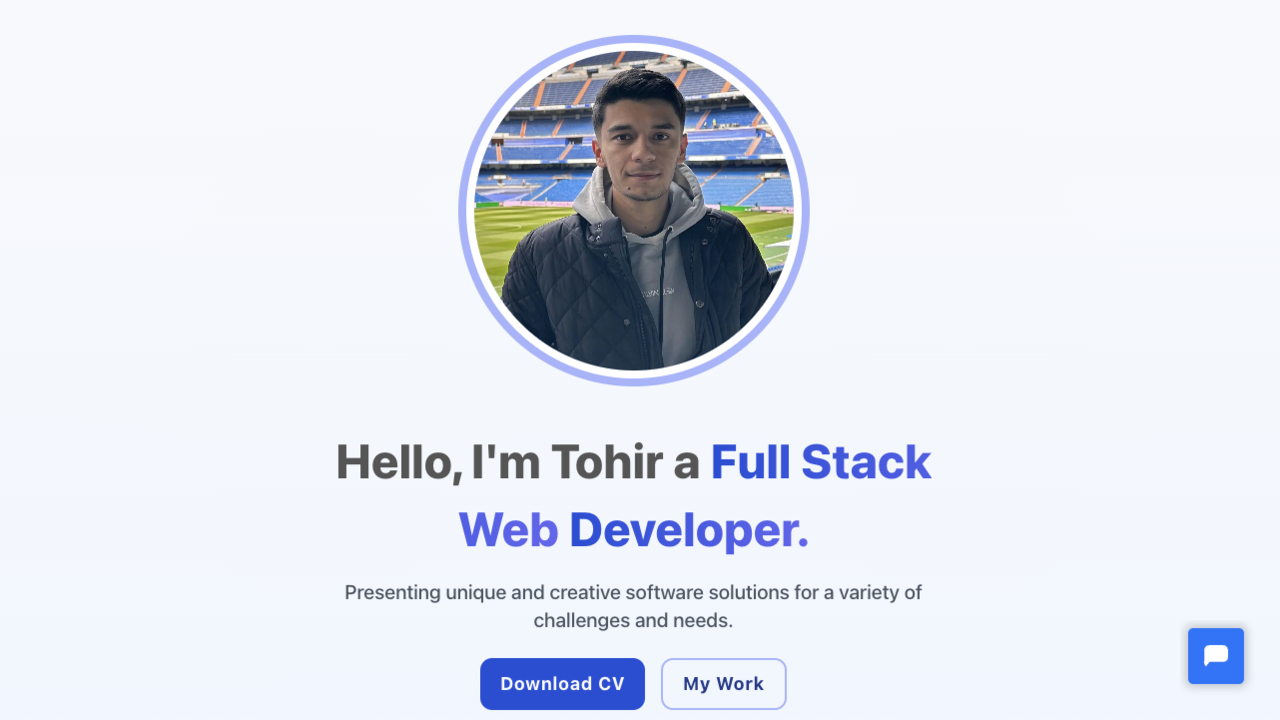 Hello, I'm Tohir a Full Stack
Web Developer.
Presenting unique and creative software solutions for a variety of
challenges and needs.
Download CV
My Work